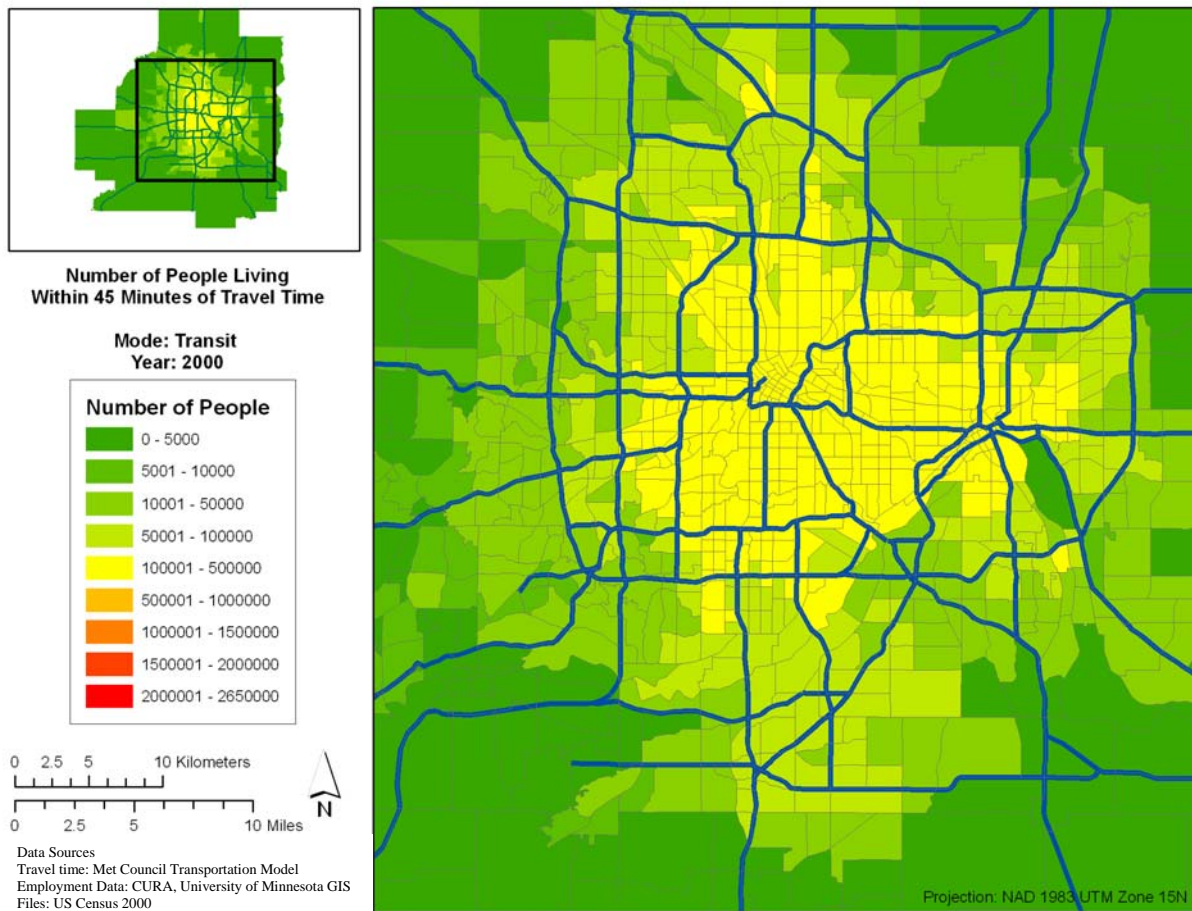 Number of People Living
Within 45 Minutes of Travel Time
Mode: Transit
Year: 2000
Number of People
0 - 5000
5001 - 10000
10001 - 50000
50001 - 100000
100001 - 500000
500001 - 1000000
1000001 - 1500000
1500001 - 2000000
2000001 - 2650000
0 2.5 5 10 Kilometers
0 2.5 5 10 Miles
N
Data Sources
Travel time: Met Council Transportation Model
Employment Data: CURA, University of Minnesota GIS
Files: US Census 2000
Projection: NAD 1983 UTM Zone 15N